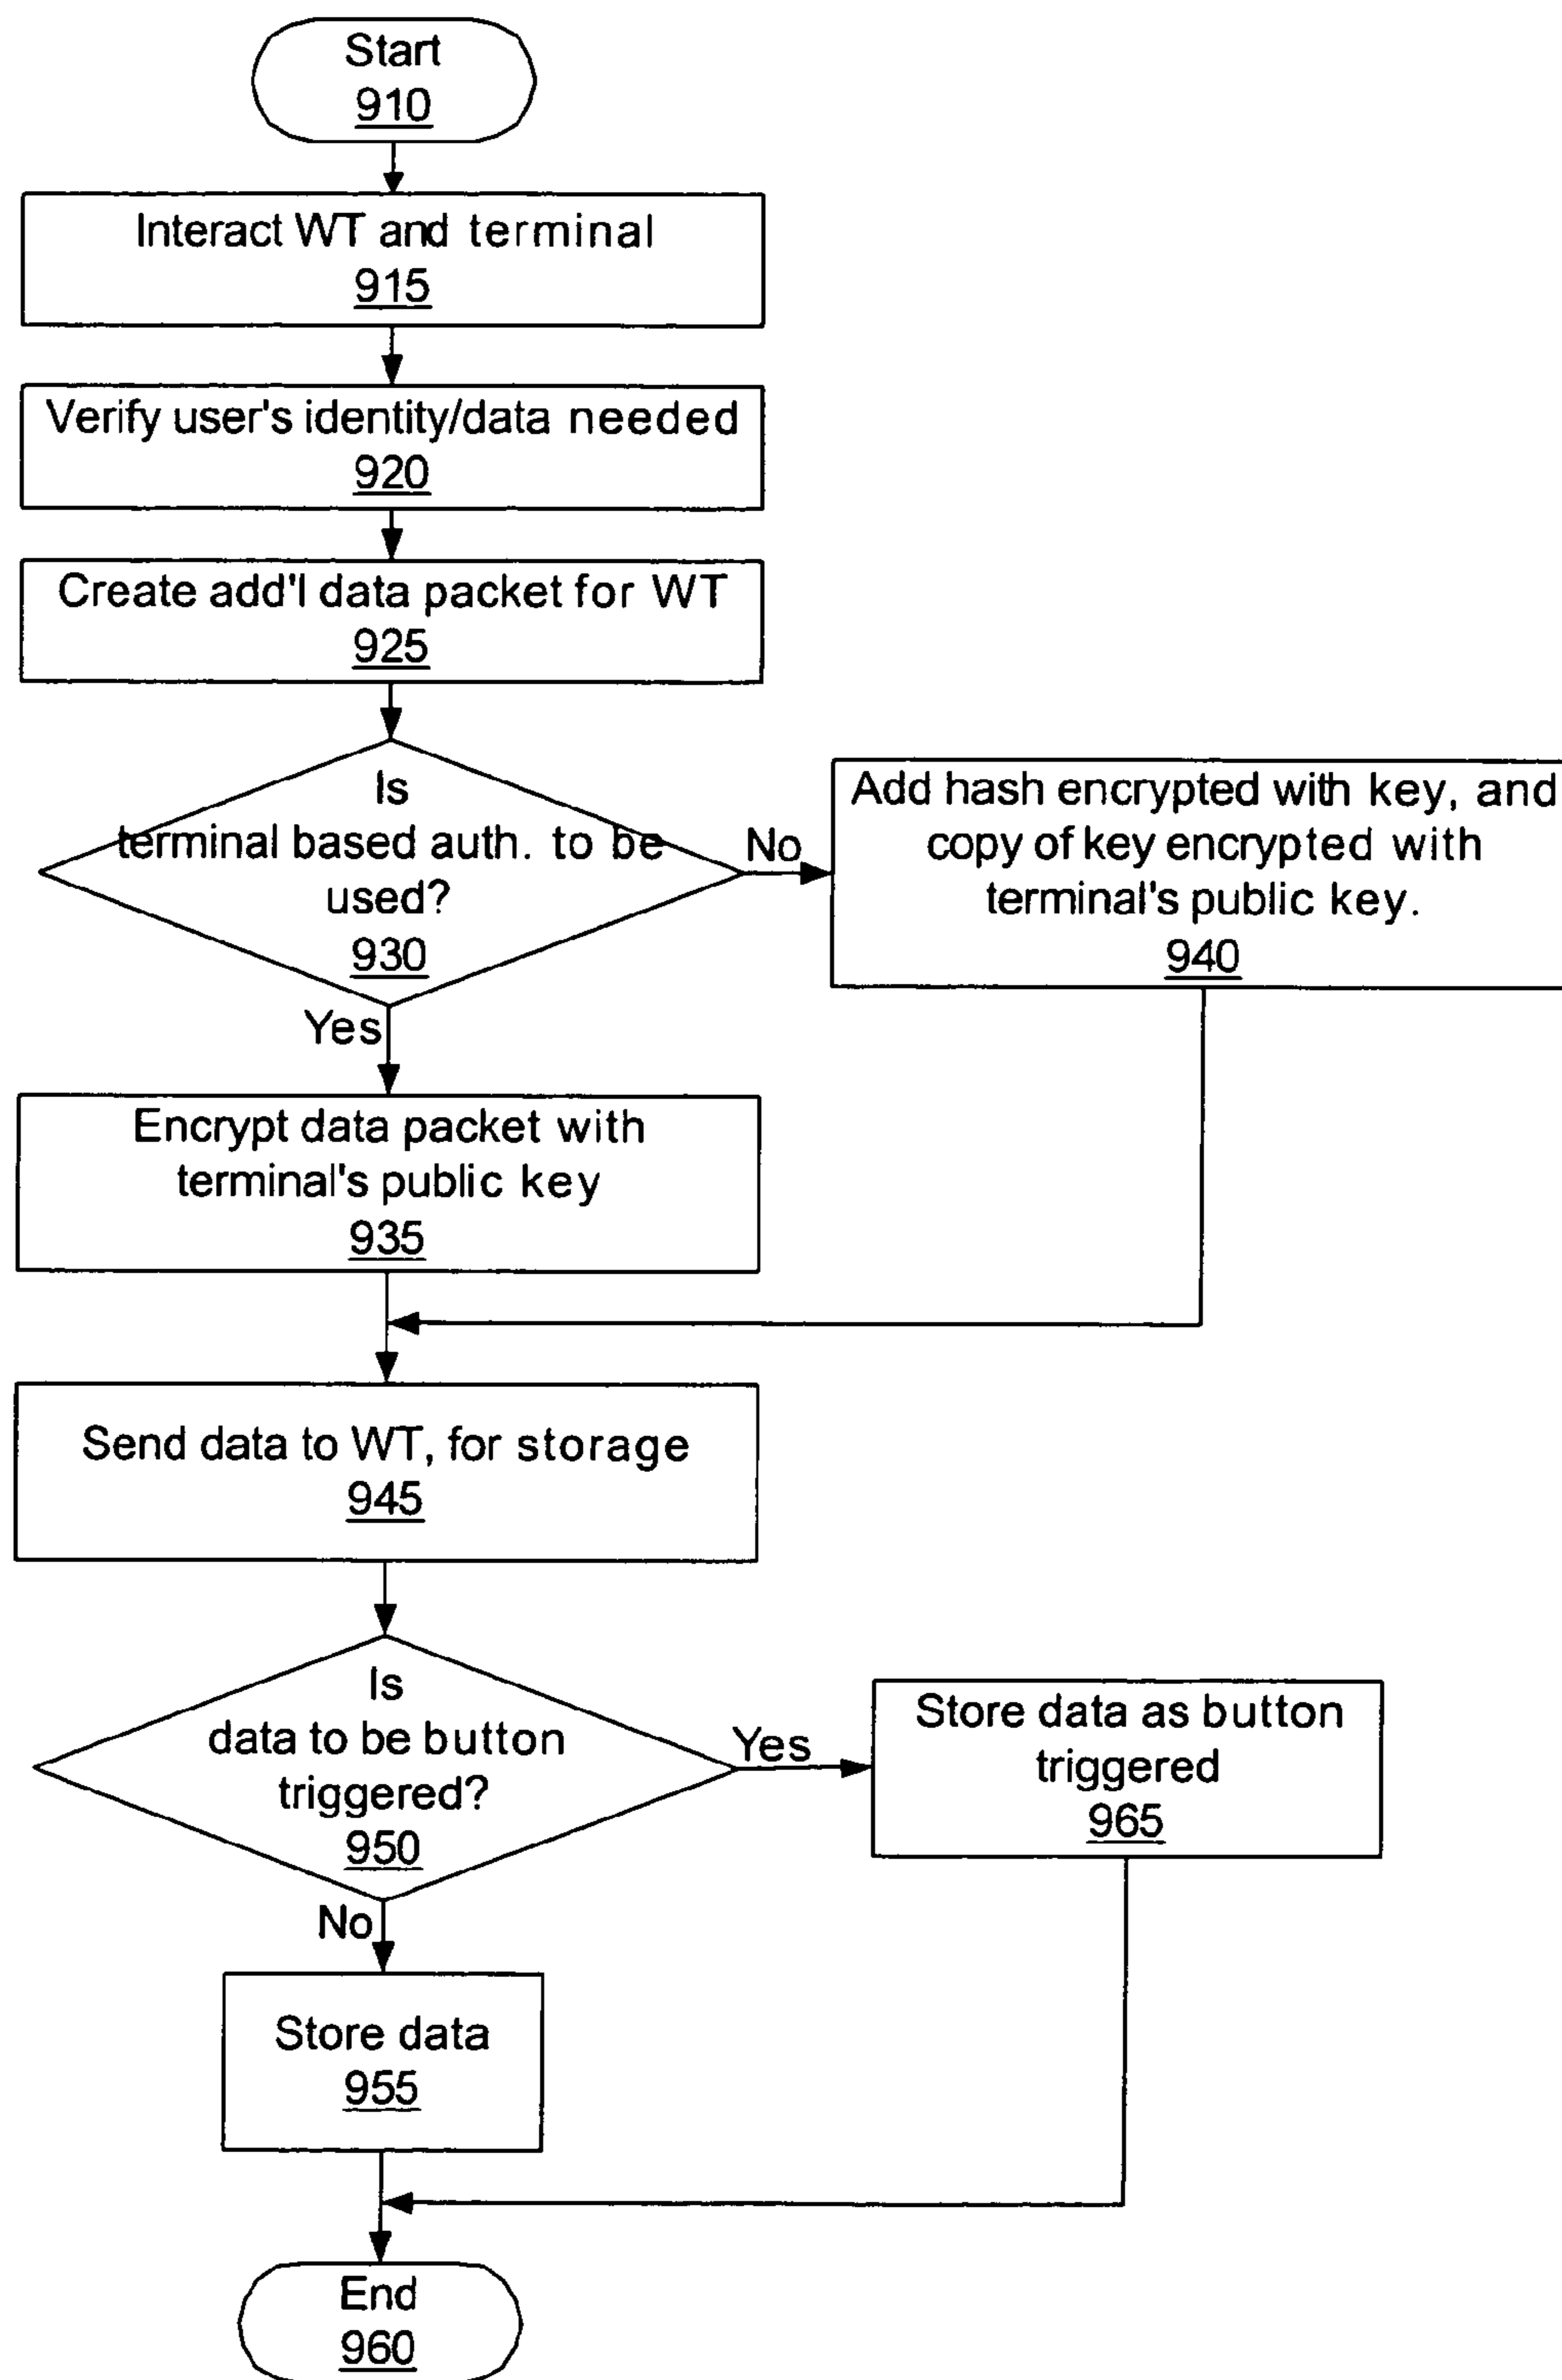 Start
910
Interact WT and terminal
915
Verify user's identity/data needed
920
Create add'l data packet for WT
925
Is
terminal based auth. to be
used?
930
No
Add hash encrypted with key, and
copy of key encrypted with
terminal's public key.
940
Yes
Encrypt data packet with
terminal's public key
935
Send data to WT, for storage
945
Is
data to be button
triggered?
950
Yes
Store data as button
triggered
965
No
Store data
955
End
960